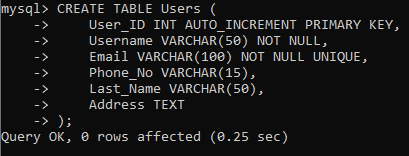 mysql> CREATE TABLE Users (
    ->     User_ID INT AUTO_INCREMENT PRIMARY KEY,
    ->     Username VARCHAR(50) NOT NULL,
    ->     Email VARCHAR(100) NOT NULL UNIQUE,
    ->     Phone_No VARCHAR(15),
    ->     Last_Name VARCHAR(50),
    ->     Address TEXT
    -> );
Query OK, 0 rows affected (0.25 sec)